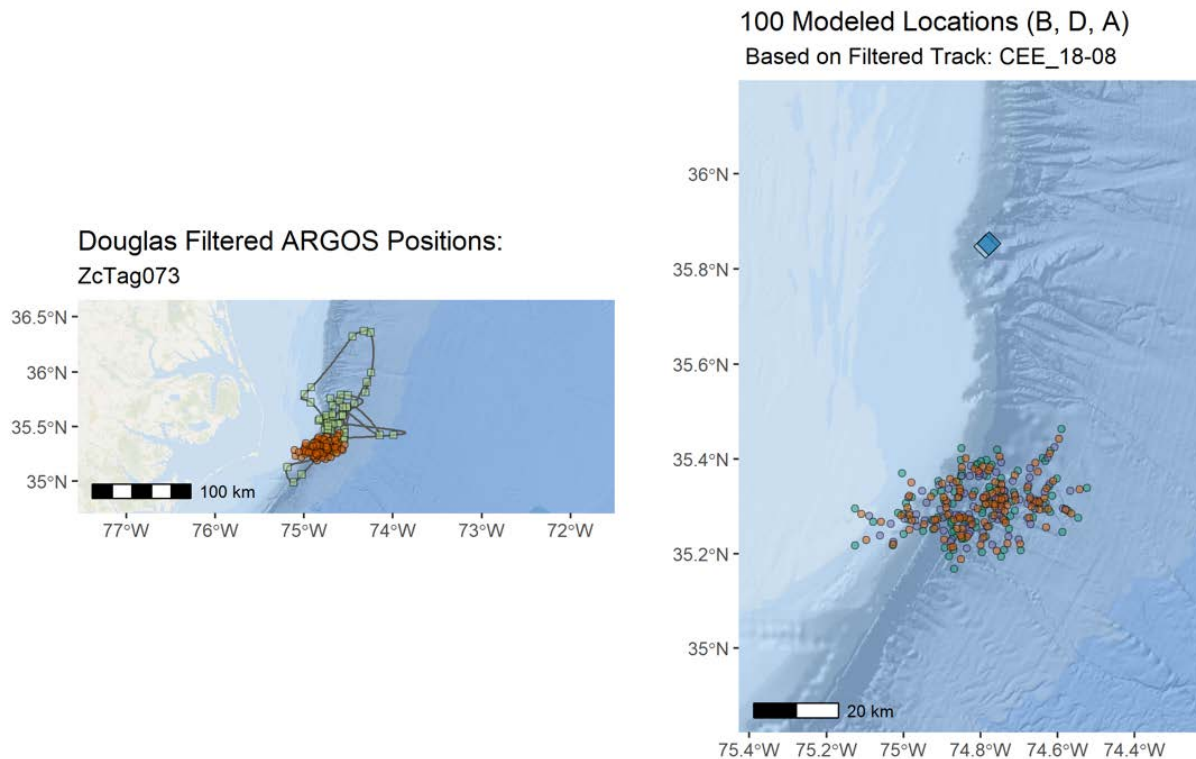 Douglas Filtered ARGOS Positions:
ZcTag073
36.5°N
36°N
35.5°N
35°N
100 km
77°W 76°W 75°W 74°W 73°W 72°W
100 Modeled Locations (B, D, A)
Based on Filtered Track: CEE_18-08
36°N
35.8°N
35.6°N
35.4°N
35.2°N
35°N
20 km
75.4°W 75.2°W 75°W 74.8°W 74.6°W 74.4°W